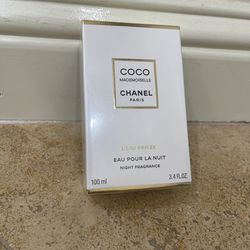 COCO
MADEMOISELLE
CHANEL
PARIS
L'EAU PRIVÉE
EAU POUR LA NUIT
NIGHT FRAGRANCE
100 ml
3.4 FL.OZ.